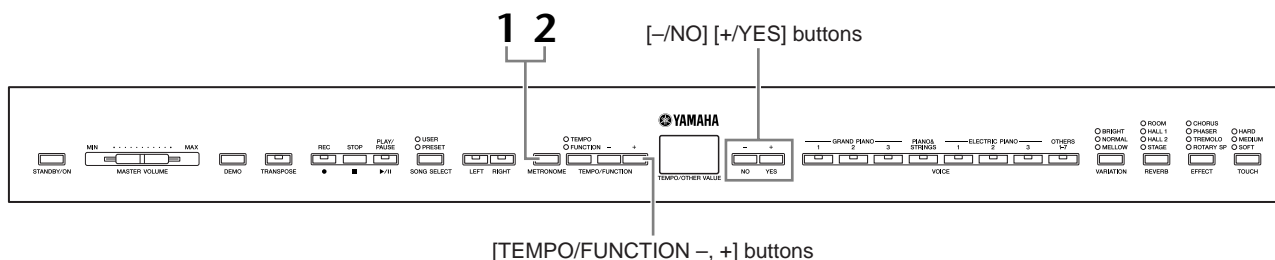 1 2
[–/NO] [+/YES] buttons
YAMAHA
MIN MAX
MASTER VOLUME
STANDBY/ON
DEMO
TRANSPOSE
REC STOP PLAY/
PAUSE
● ■ ▶/II
USER
PRESET
SONG SELECT
LEFT RIGHT
METRONOME
TEMPO
FUNCTION – +
TEMPO/FUNCTION
TEMPO/OTHER VALUE
– +
NO YES
GRAND PIANO
1 2 3
PIANO&
STRINGS
ELECTRIC PIANO
1 2 3
OTHERS
1–7
VOICE
BRIGHT
NORMAL
MELLOW
VARIATION
ROOM
HALL 1
HALL 2
STAGE
REVERB
CHORUS
PHASER
TREMOLO
ROTARY SP
EFFECT
HARD
MEDIUM
SOFT
TOUCH
[TEMPO/FUNCTION –, +] buttons